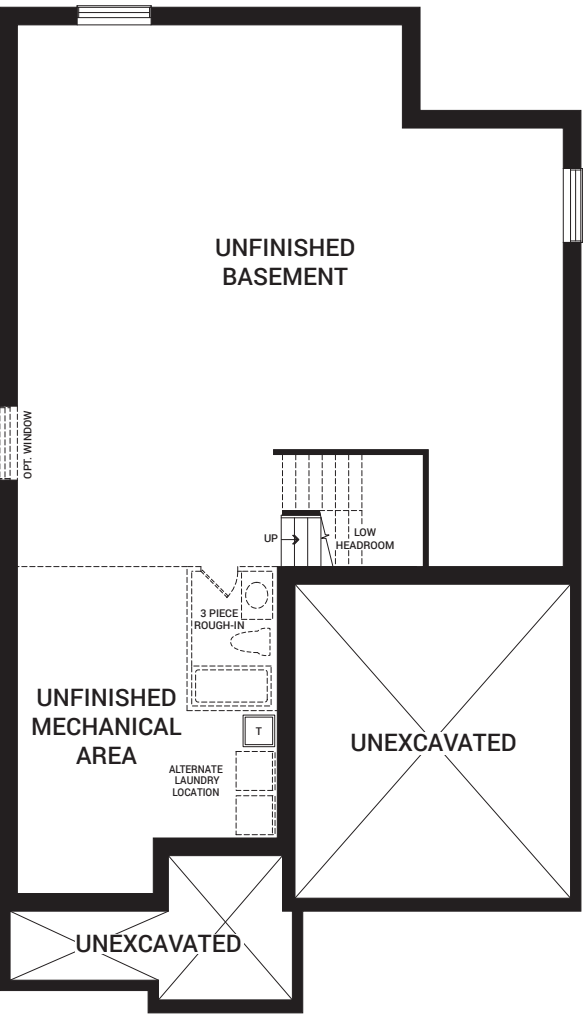 UNFINISHED
BASEMENT
OPT. WINDOW
UP
LOW
HEADROOM
3 PIECE
ROUGH-IN
UNFINISHED
MECHANICAL
AREA
T
ALTERNATE
LAUNDRY
LOCATION
UNEXCAVATED
UNEXCAVATED